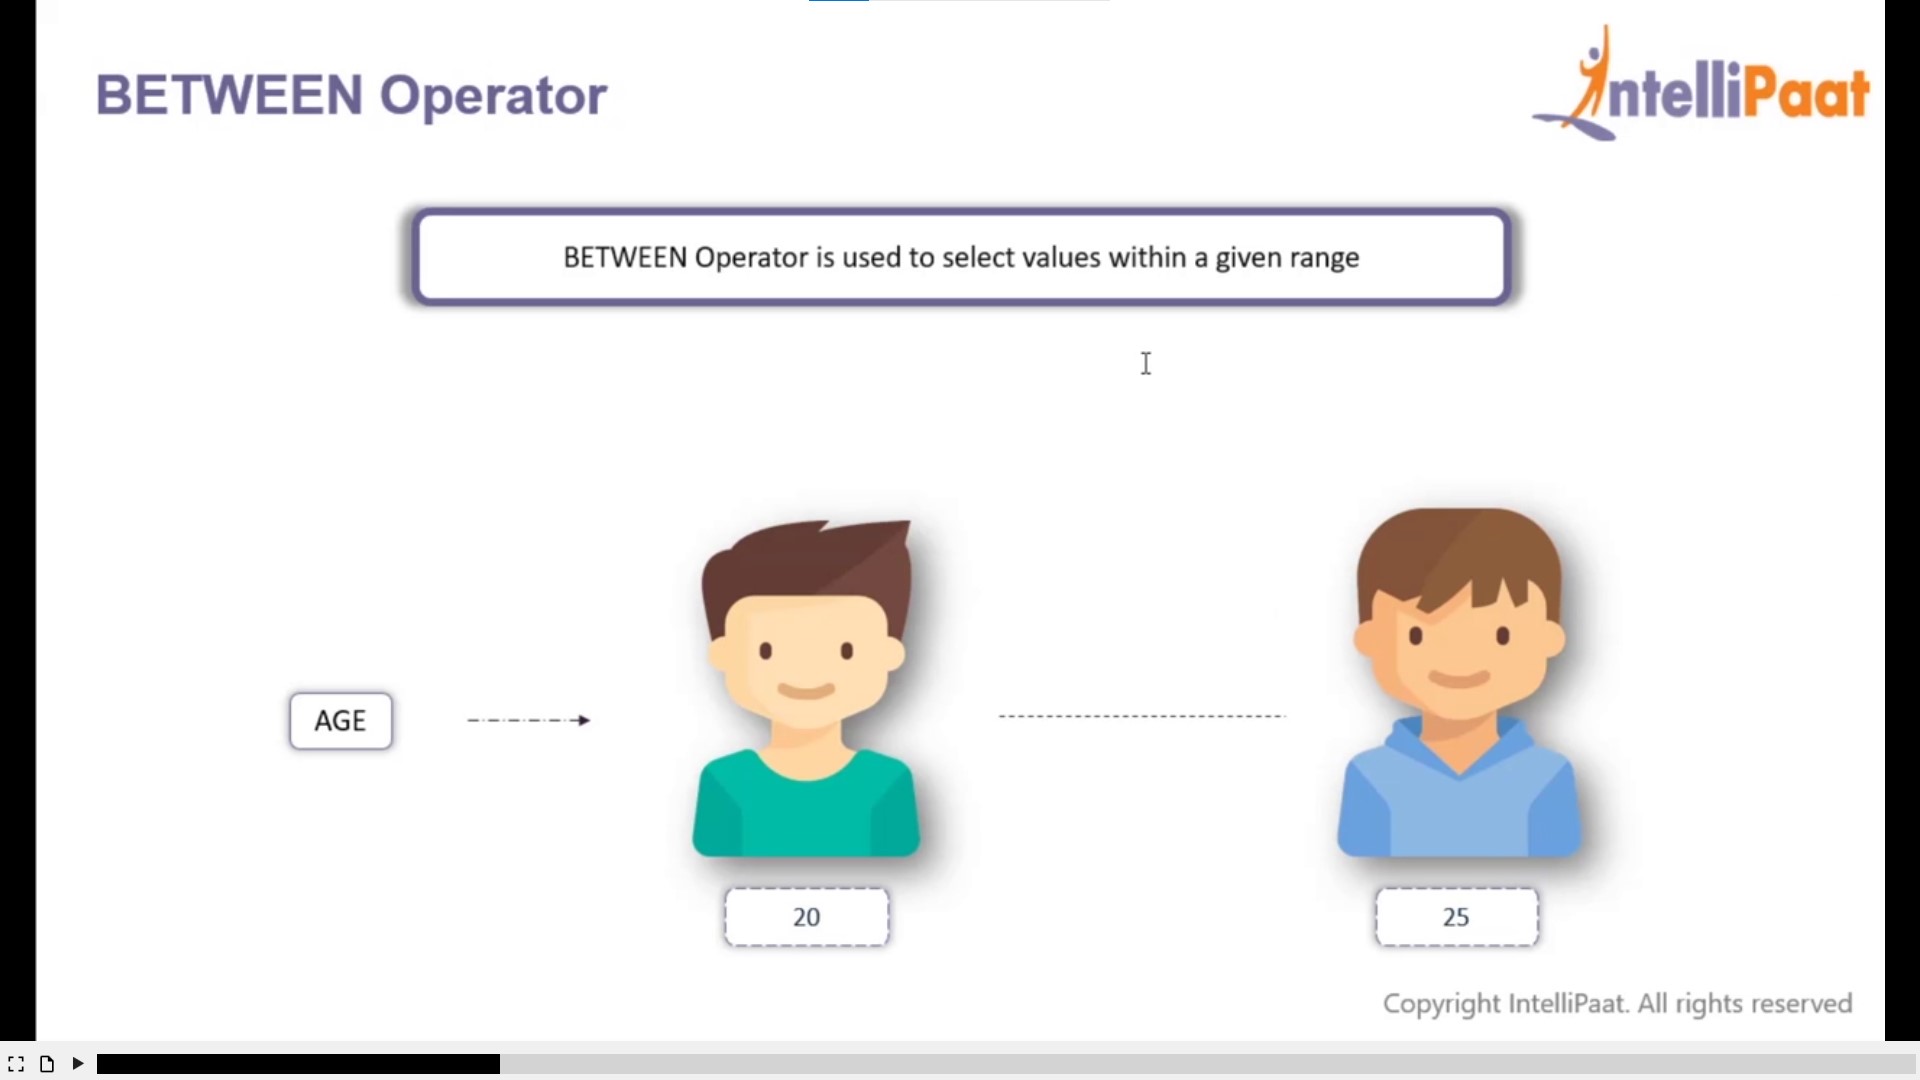 BETWEEN Operator
IntelliPaat
BETWEEN Operator is used to select values within a given range
AGE
20
25
Copyright IntelliPaat. All rights reserved